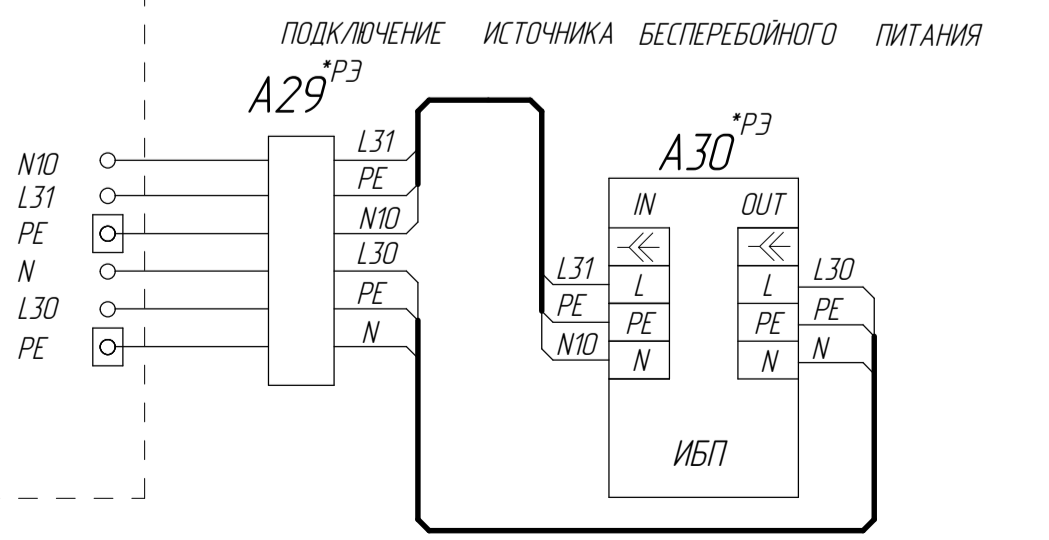 ПОДКЛЮЧЕНИЕ ИСТОЧНИКА БЕСПЕРЕБОЙНОГО ПИТАНИЯ
A29*РЭ
A30*РЭ
N10
L31
PE
N
L30
PE
L31
PE
N10
L30
PE
N
L31
PE
N10
IN
L
PE
N
OUT
L
PE
N
ИБП
L30
PE
N